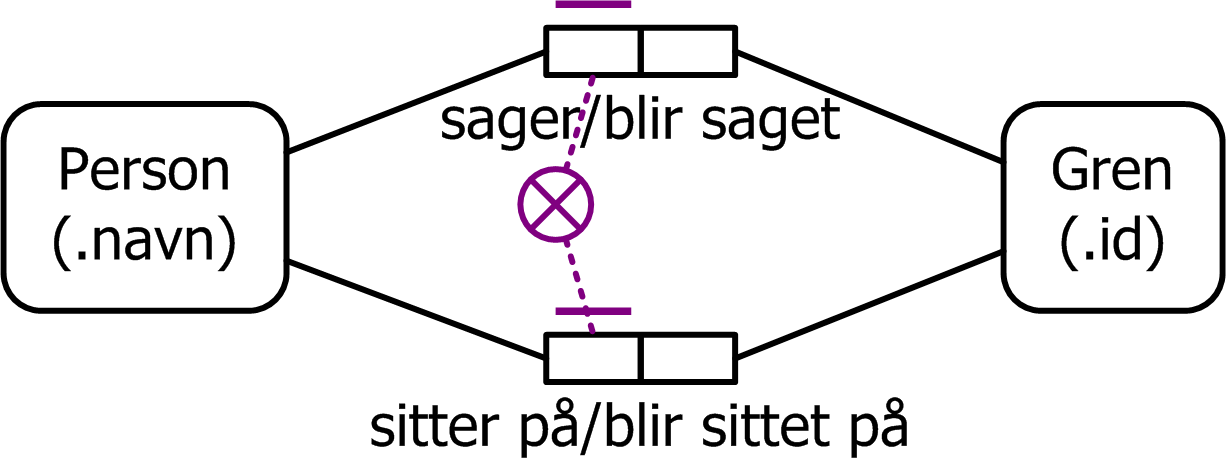 sager/blir saget
Person
(.navn)
Gren
(.id)
sitter på/blir sittet på